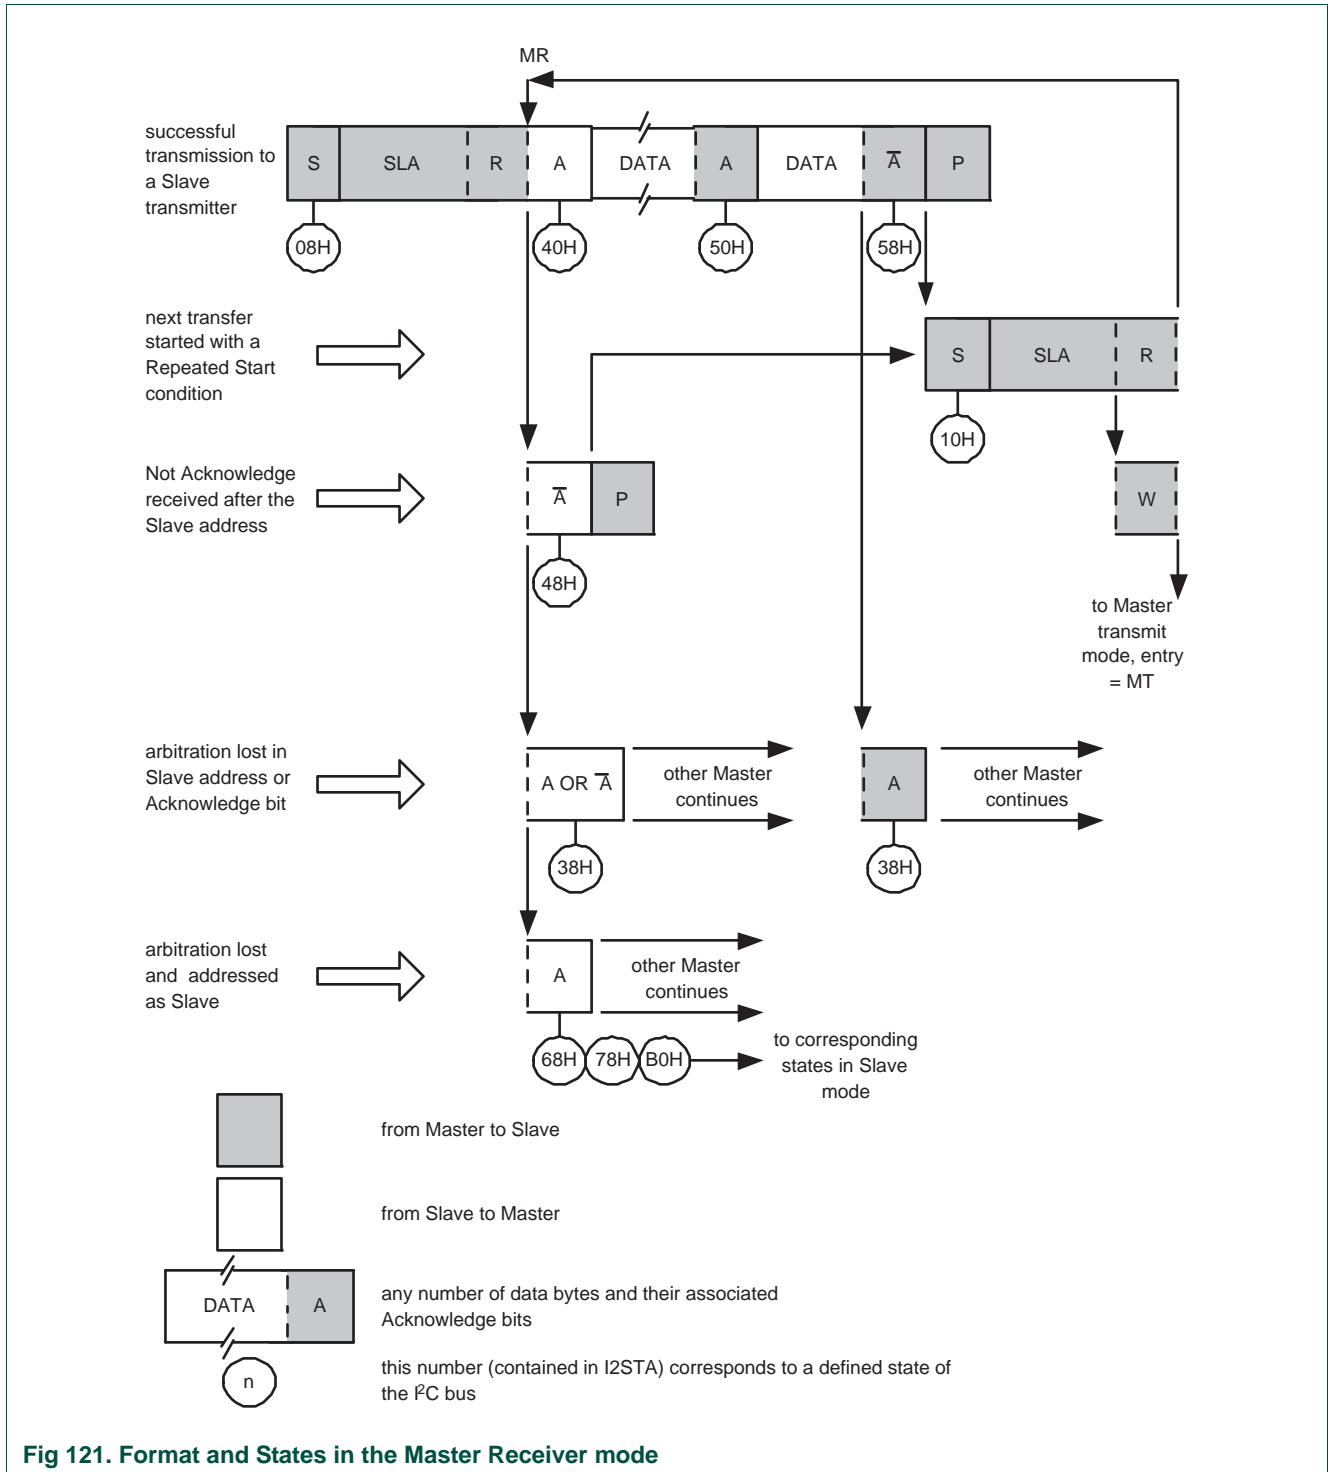 MR
successful
transmission to
a Slave
transmitter
S SLA R A DATA A DATA A̅ P
08H 40H 50H 58H
next transfer
started with a
Repeated Start
condition
S SLA R
10H
Not Acknowledge
received after the
Slave address
A̅ P
W
48H
to Master
transmit
mode, entry
= MT
arbitration lost in
Slave address or
Acknowledge bit
A OR A̅
other Master
continues
A
other Master
continues
38H 38H
arbitration lost
and addressed
as Slave
A
other Master
continues
68H 78H B0H
to corresponding
states in Slave
mode
from Master to Slave
from Slave to Master
DATA A
any number of data bytes and their associated
Acknowledge bits
n
this number (contained in I2STA) corresponds to a defined state of
the I²C bus
Fig 121. Format and States in the Master Receiver mode